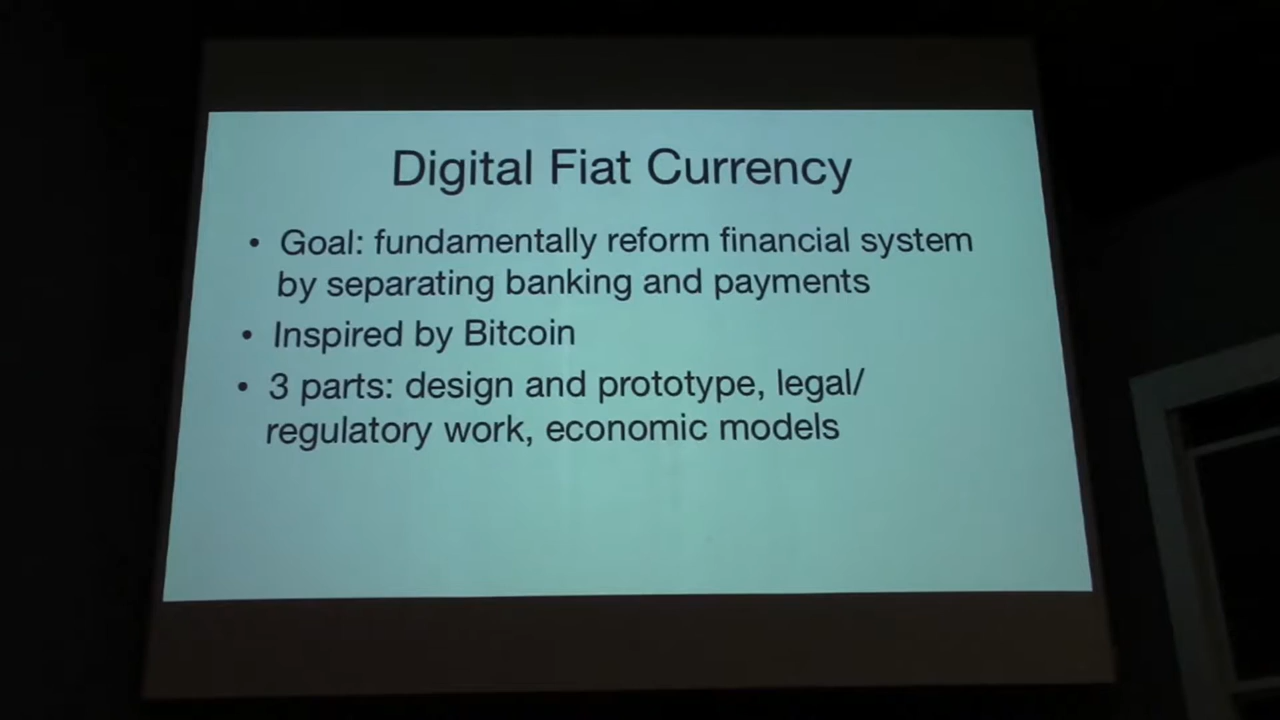 Digital Fiat Currency
• Goal: fundamentally reform financial system
by separating banking and payments
• Inspired by Bitcoin
• 3 parts: design and prototype, legal/
regulatory work, economic models